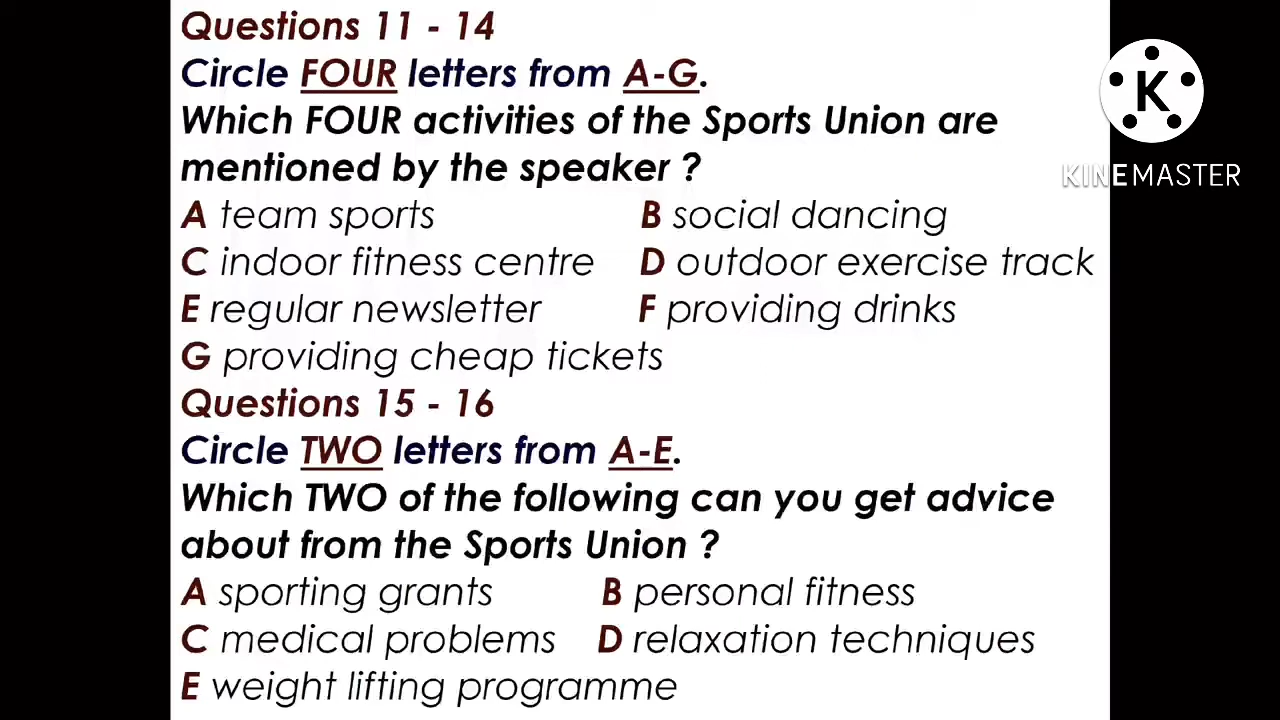 Questions 11 - 14
Circle FOUR letters from A-G.
Which FOUR activities of the Sports Union are
mentioned by the speaker ?
A team sports B social dancing
C indoor fitness centre D outdoor exercise track
E regular newsletter F providing drinks
G providing cheap tickets
Questions 15 - 16
Circle TWO letters from A-E.
Which TWO of the following can you get advice
about from the Sports Union ?
A sporting grants B personal fitness
C medical problems D relaxation techniques
E weight lifting programme
K
KINEMASTER